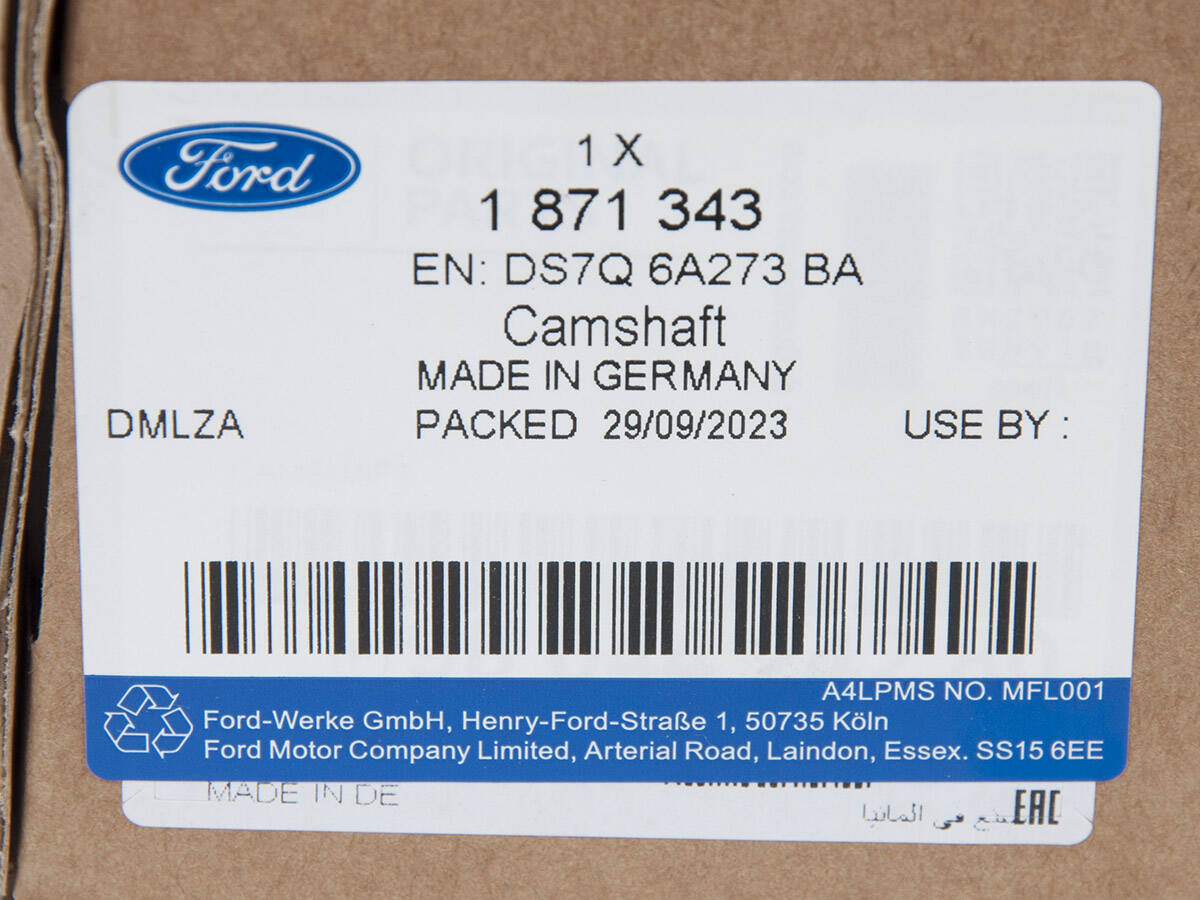 Ford
1 X
1 871 343
EN: DS7Q 6A273 BA
Camshaft
MADE IN GERMANY
DMLZA PACKED 29/09/2023 USE BY :
A4LPMS NO. MFL001
Ford-Werke GmbH, Henry-Ford-Straße 1, 50735 Köln
Ford Motor Company Limited, Arterial Road, Laindon, Essex. SS15 6EE
MADE IN DE
في المانيا EAC